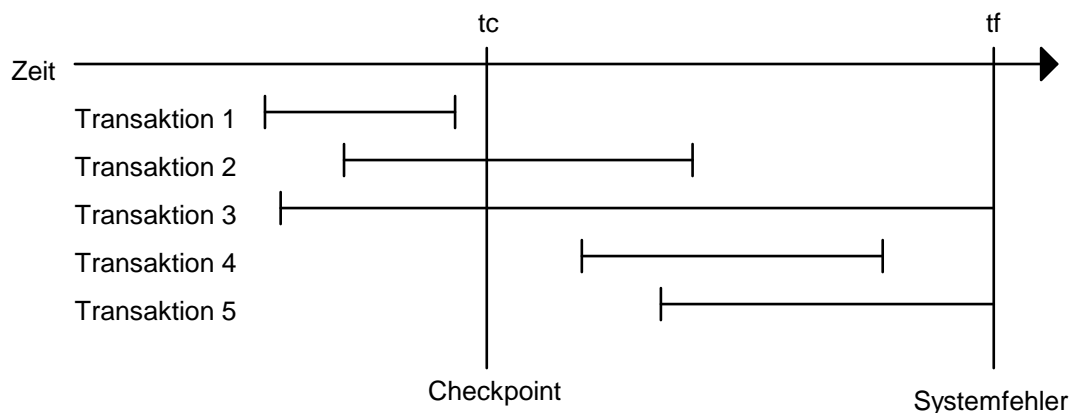 tc
tf
Zeit
Transaktion 1
Transaktion 2
Transaktion 3
Transaktion 4
Transaktion 5
Checkpoint
Systemfehler